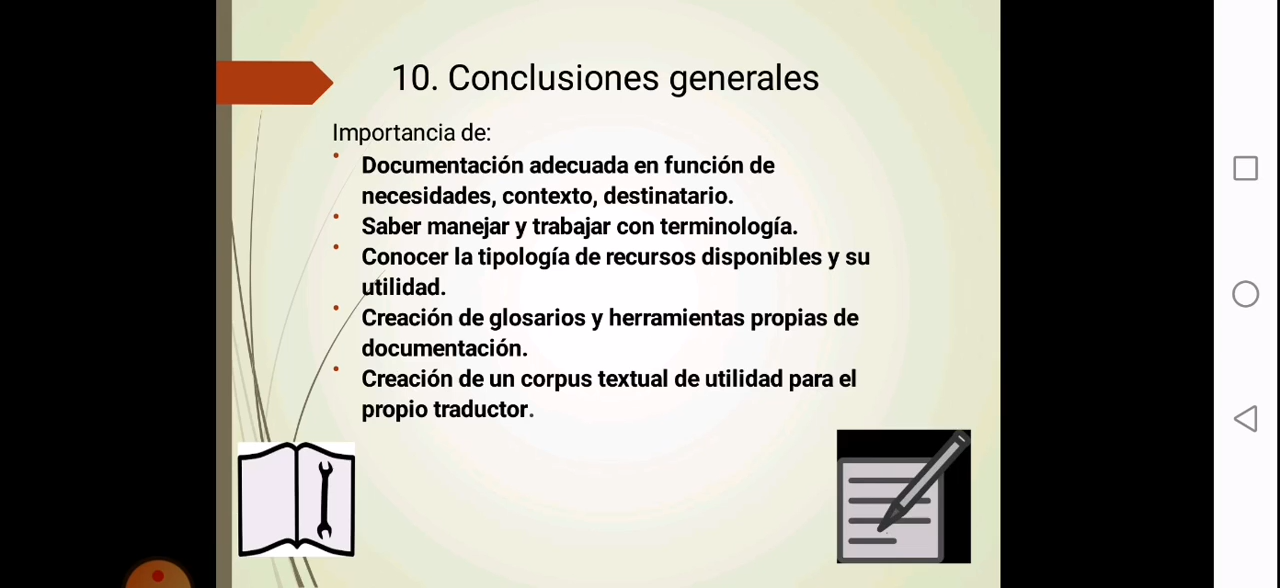 10. Conclusiones generales
Importancia de:
Documentación adecuada en función de
necesidades, contexto, destinatario.
Saber manejar y trabajar con terminología.
Conocer la tipología de recursos disponibles y su
utilidad.
Creación de glosarios y herramientas propias de
documentación.
Creación de un corpus textual de utilidad para el
propio traductor.